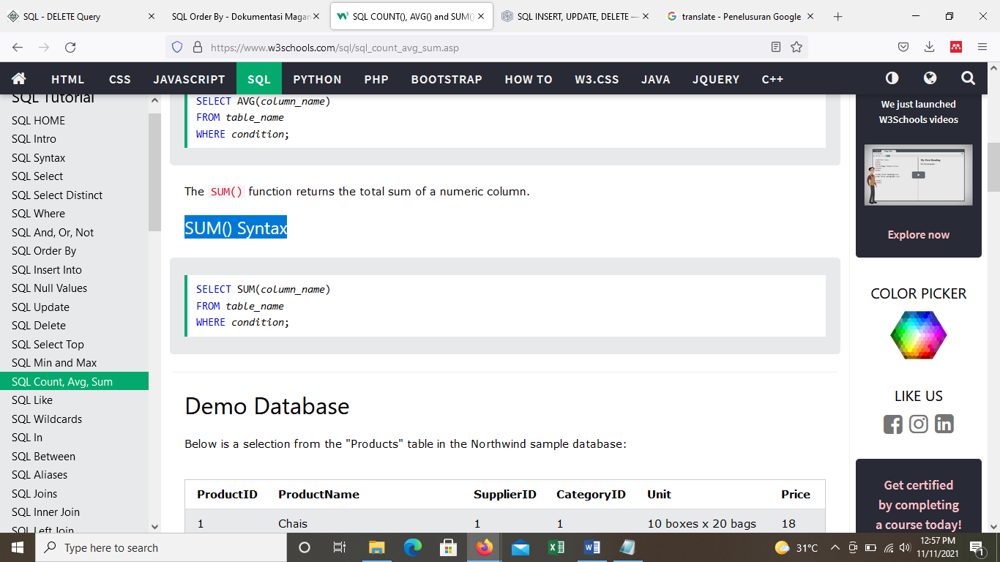 SQL - DELETE Query
SQL Order By - Dokumentasi Magan
SQL COUNT(), AVG() and SUM()
SQL INSERT, UPDATE, DELETE —
translate - Penelusuran Google
https://www.w3schools.com/sql/sql_count_avg_sum.asp
HTML CSS JAVASCRIPT SQL PYTHON PHP BOOTSTRAP HOW TO W3.CSS JAVA JQUERY C++
SQL Tutorial
SQL HOME
SQL Intro
SQL Syntax
SQL Select
SQL Select Distinct
SQL Where
SQL And, Or, Not
SQL Order By
SQL Insert Into
SQL Null Values
SQL Update
SQL Delete
SQL Select Top
SQL Min and Max
SQL Count, Avg, Sum
SQL Like
SQL Wildcards
SQL In
SQL Between
SQL Aliases
SQL Joins
SQL Inner Join
SQL Left Join
SELECT AVG(column_name)
FROM table_name
WHERE condition;
The SUM() function returns the total sum of a numeric column.
SUM() Syntax
SELECT SUM(column_name)
FROM table_name
WHERE condition;
Demo Database
Below is a selection from the "Products" table in the Northwind sample database:
ProductID ProductName SupplierID CategoryID Unit Price
1 Chais 1 1 10 boxes x 20 bags 18
We just launched
W3Schools videos
Explore now
COLOR PICKER
LIKE US
Get certified
by completing
a course today!
Type here to search
31°C
12:57 PM
11/11/2021
1